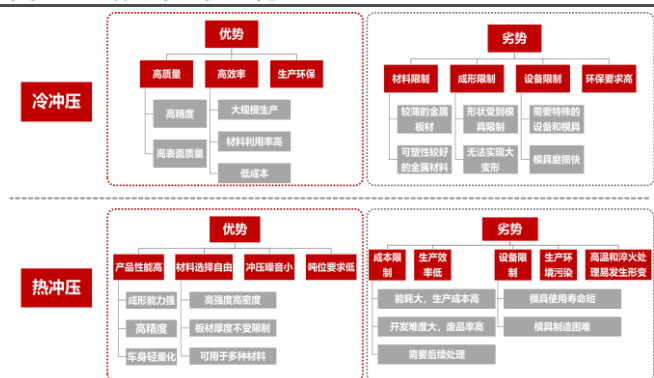 冷冲压
优势
高质量
高效率
生产环保
高精度
高表面质量
大规模生产
材料利用率高
低成本
劣势
材料限制
成形限制
设备限制
环保要求高
较薄的金属
板材
可塑性较好
的金属材料
形状受到模
具限制
无法实现大
变形
需要特殊的
设备和模具
模具磨损快
热冲压
优势
产品性能高
材料选择自由
冲压噪音小
吨位要求低
成形能力强
高精度
车身轻量化
高强度高密度
板材厚度不受限制
可用于多种材料
劣势
成本限
制
生产效
率低
设备限
制
生产环
境污染
高温和淬火处
理易发生形变
能耗大，生产成本高
开发难度大，废品率高
需要后续处理
模具使用寿命短
模具制造困难